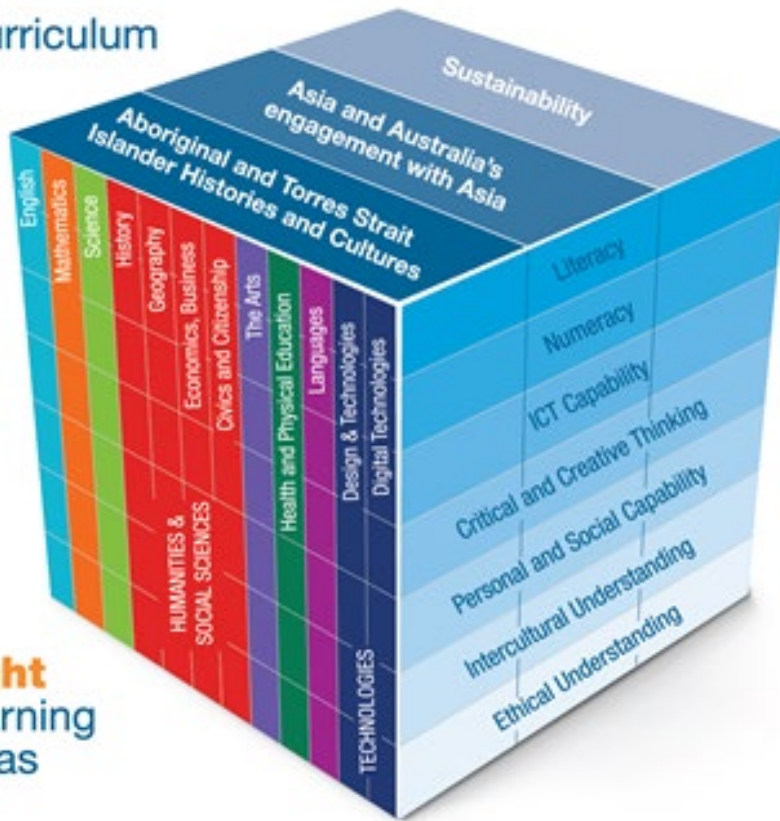 urriculum
Sustainability
Asia and Australia's
engagement with Asia
Aboriginal and Torres Strait
Islander Histories and Cultures
English
Mathematics
Science
History
Geography
Economics, Business
Civics and Citizenship
HUMANITIES &
SOCIAL SCIENCES
The Arts
Health and Physical Education
Languages
Design & Technologies
Digital Technologies
TECHNOLOGIES
Literacy
Numeracy
ICT Capability
Critical and Creative Thinking
Personal and Social Capability
Intercultural Understanding
Ethical Understanding
ht
rning
as